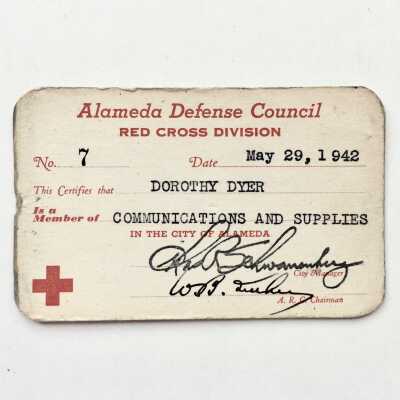 Alameda Defense Council
RED CROSS DIVISION
No. 7 Date May 29, 1942
This Certifies that DOROTHY DYER
Is a
Member of COMMUNICATIONS AND SUPPLIES
IN THE CITY OF ALAMEDA
City Manager
A. R. C. Chairman